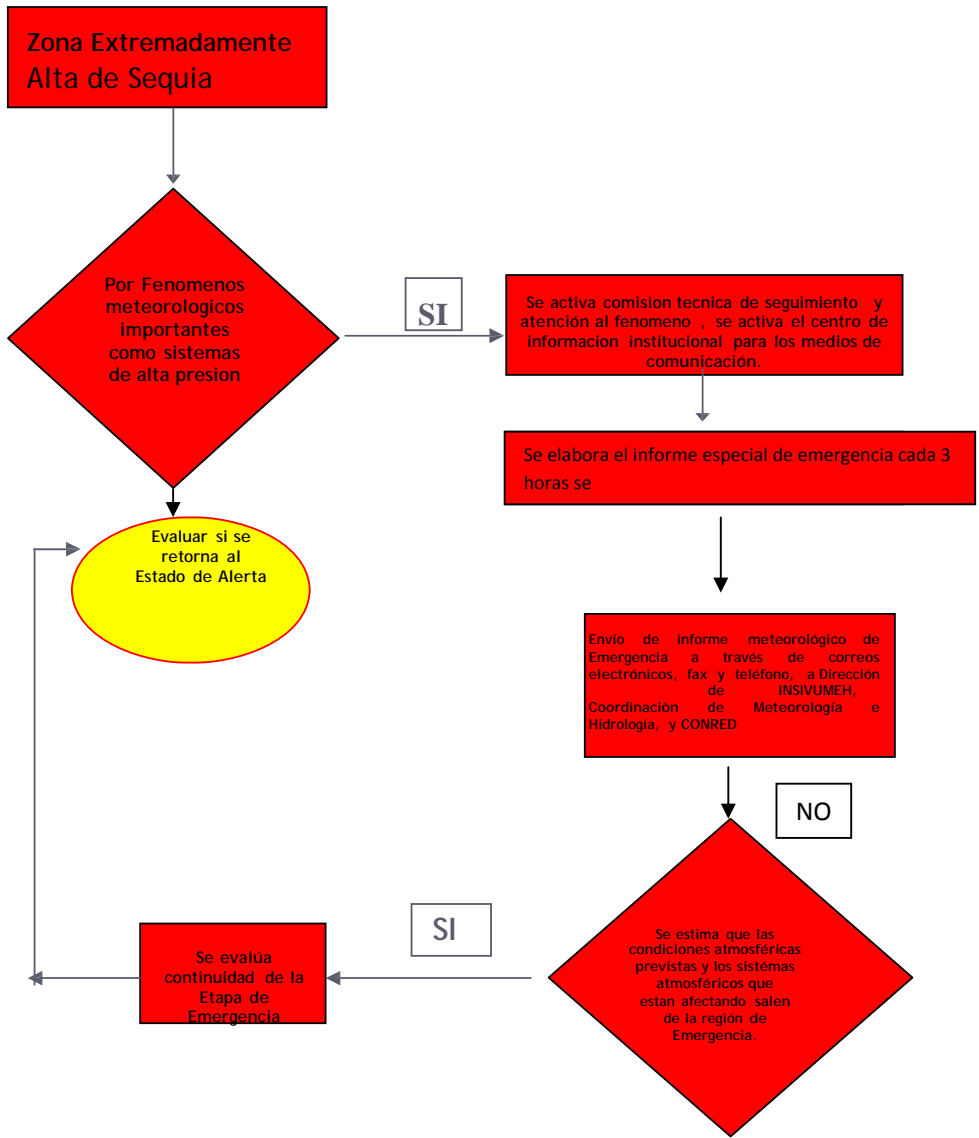 Zona Extremadamente
Alta de Sequia
Por Fenomenos
meteorologicos
importantes
como sistemas
de alta presion
SI
Se activa comision tecnica de seguimiento y
atención al fenomeno , se activa el centro de
informacion institucional para los medios de
comunicación.
Se elabora el informe especial de emergencia cada 3
horas se
Evaluar si se
retorna al
Estado de Alerta
Envío de informe meteorológico de
Emergencia a través de correos
electrónicos, fax y teléfono, a Dirección
de INSIVUMEH,
Coordinaciòn de Meteorología e
Hidrología, y CONRED
NO
SI
Se estima que las
condiciones atmosféricas
previstas y los sistémas
atmosféricos que
estan afectando salen
de la región de
Emergencia.
Se evalúa
continuidad de la
Etapa de
Emergencia